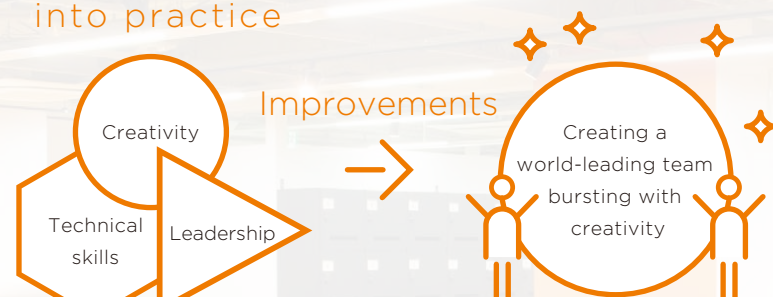 into practice
Creativity
Technical
skills
Leadership
Improvements
Creating a
world-leading team
bursting with
creativity